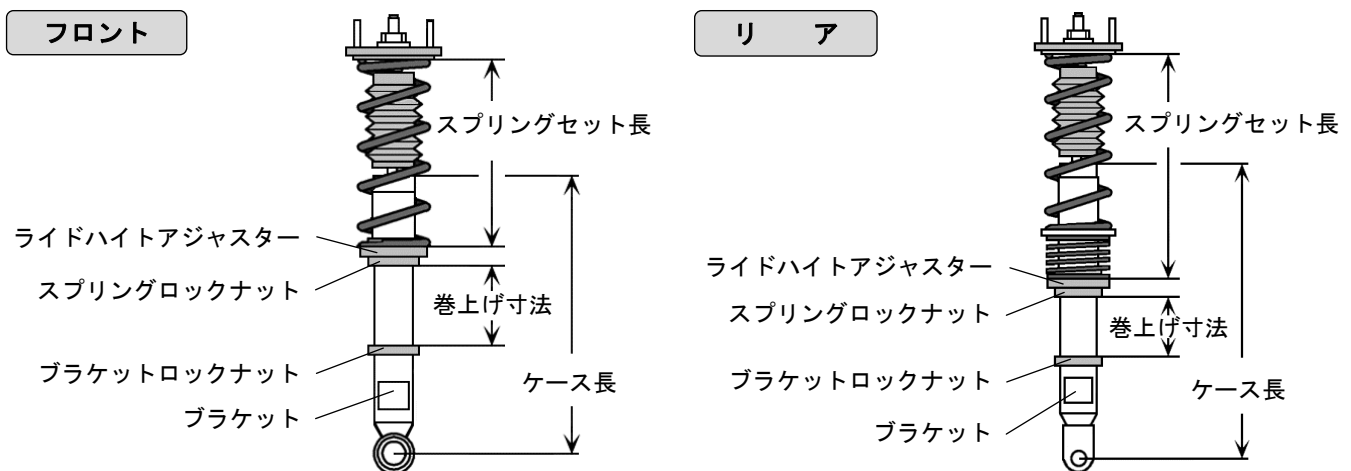 フロント
スプリングセット長
ライドハイトアジャスター
スプリングロックナット
巻上げ寸法
ブラケットロックナット
ケース長
ブラケット
リ ア
スプリングセット長
ライドハイトアジャスター
スプリングロックナット
巻上げ寸法
ブラケットロックナット
ケース長
ブラケット